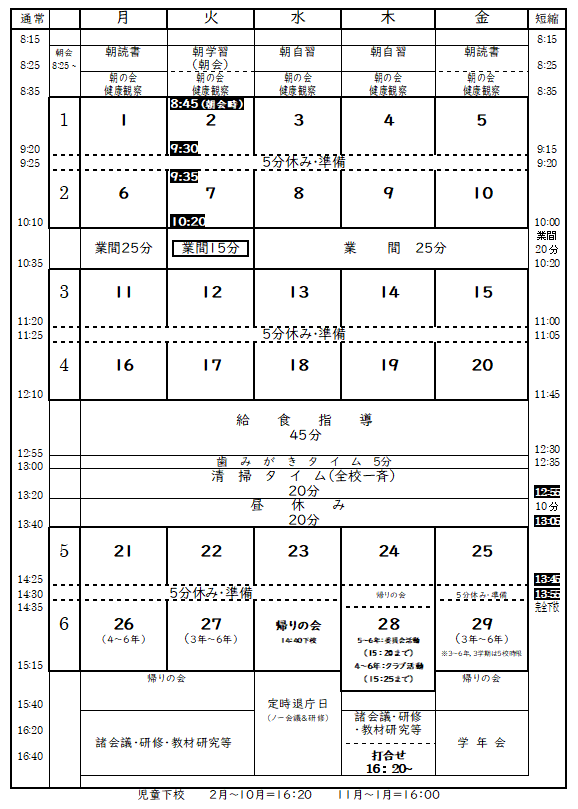 通常 月 火 水 木 金 短縮
8:15 8:15
朝会 朝読書 朝学習 朝自習 朝自習 朝読書
8:25 8:25~ (朝会) 8:25
朝の会 朝の会 朝の会 朝の会 朝の会
8:35 健康観察 健康観察 健康観察 健康観察 健康観察 8:35
8:45(朝会時)
1 1 2 3 4 5
9:20 9:30 9:15
9:25 5分休み・準備 9:20
9:35
2 6 7 8 9 10
10:10 10:20 10:00
業間
業間25分 業間15分 業間 25分 20分
10:35 10:20
3 11 12 13 14 15
11:20 11:00
11:25 5分休み・準備 11:05
4 16 17 18 19 20
12:10 11:45
給食指導
45分
12:55 12:30
13:00 歯みがきタイム 5分 12:35
清掃タイム(全校一斉)
13:20 20分 12:55
昼休み 10分
13:40 20分 13:05
5 21 22 23 24 25
14:25 13:45
14:30 5分休み・準備 帰りの会 5分休み・準備 13:55
14:35 完全下校
6 26 27 帰りの会 28 29
(4~6年) (3年~6年) 14:40下校 5~6年:委員会活動 (3年~6年)
(15:20まで) ※3~6年、3学期は5校時限
15:15 4~6年:クラブ活動
帰りの会 (15:25まで) 帰りの会
15:40 定時退庁日
(ノー会議&研修) 諸会議・研修
16:20 ・教材研究等
諸会議・研修・教材研究等 学年会
16:40 打合せ
16:20~
児童下校 2月~10月=16:20 11月~1月=16:00